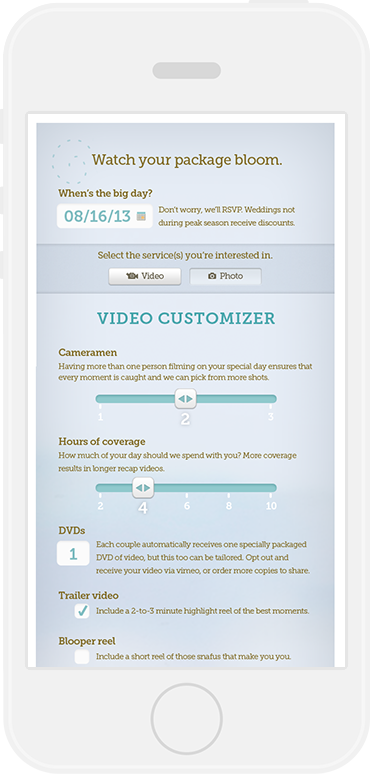 Watch your package bloom.
When's the big day?
08/16/13
Don't worry, we'll RSVP. Weddings not
during peak season receive discounts.
Select the service(s) you're interested in.
Video
Photo
VIDEO CUSTOMIZER
Cameramen
Having more than one person filming on your special day ensures that
every moment is caught and we can pick from more shots.
1 2 3
Hours of coverage
How much of your day should we spend with you? More coverage
results in longer recap videos.
2 4 6 8 10
DVDs
1
Each couple automatically receives one specially packaged
DVD of video, but this too can be tailored. Opt out and
receive your video via vimeo, or order more copies to share.
Trailer video
Include a 2-to-3 minute highlight reel of the best moments.
Blooper reel
Include a short reel of those snafus that make you you.